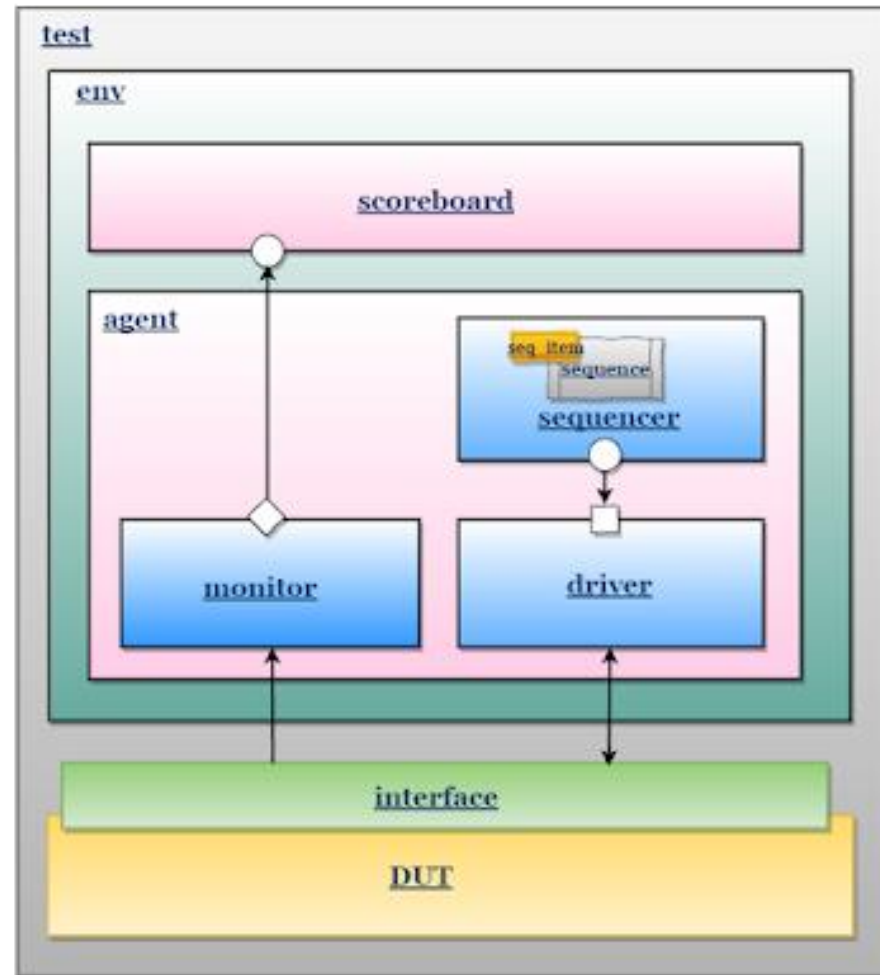 test
env
scoreboard
agent
seq_item
sequence
sequencer
monitor
driver
interface
DUT